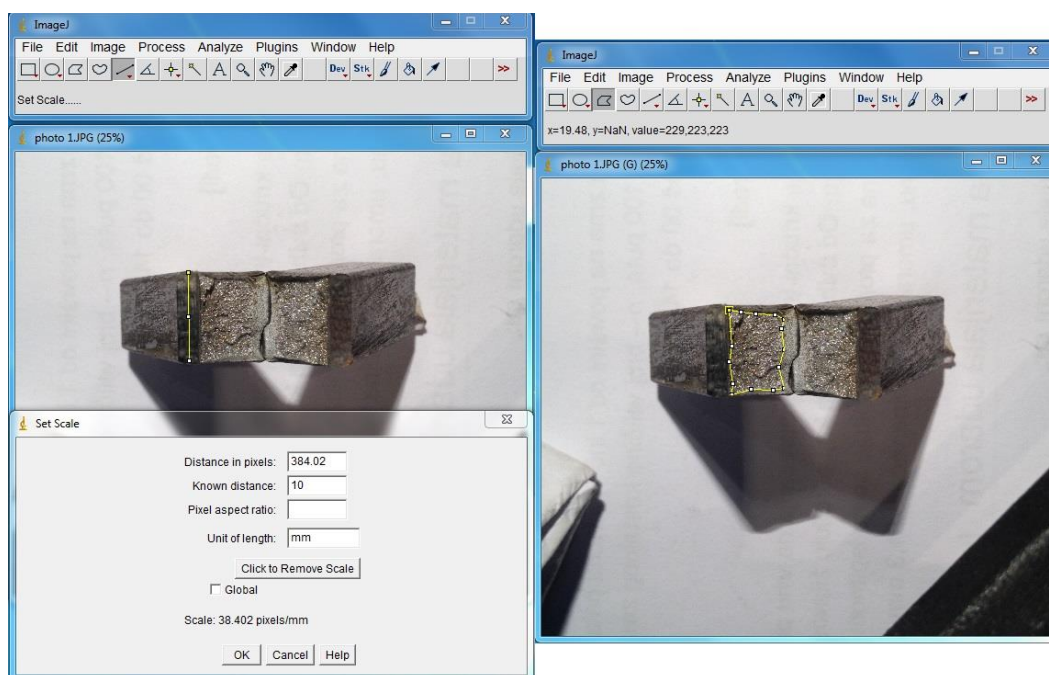 ImageJ
File Edit Image Process Analyze Plugins Window Help
A Dev Stk >>
Set Scale......
photo 1.JPG (25%)
Set Scale
Distance in pixels: 384.02
Known distance: 10
Pixel aspect ratio:
Unit of length: mm
Click to Remove Scale
Global
Scale: 38.402 pixels/mm
OK Cancel Help
ImageJ
File Edit Image Process Analyze Plugins Window Help
A Dev Stk >>
x=19.48, y=NaN, value=229,223,223
photo 1.JPG (G) (25%)